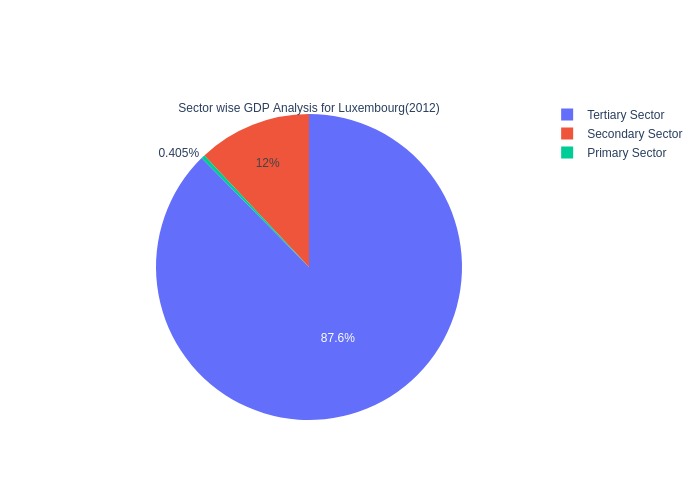 Sector wise GDP Analysis for Luxembourg(2012)
Tertiary Sector
Secondary Sector
Primary Sector
0.405%
12%
87.6%